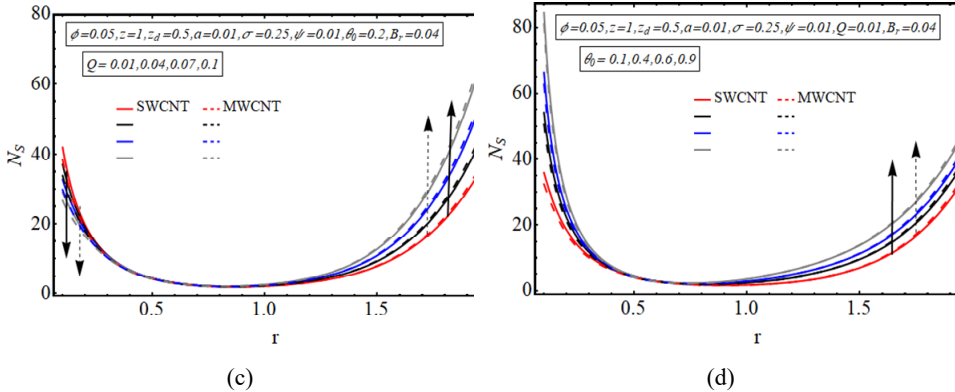 ϕ=0.05,z=1,z_d=0.5,a=0.01,σ=0.25,ψ=0.01,θ_0=0.2,B_r=0.04
Q= 0.01,0.04,0.07,0.1
SWCNT MWCNT
80
60
40
20
0
N_S
0.5 1.0 1.5
r
(c)
ϕ=0.05,z=1,z_d=0.5,a=0.01,σ=0.25,ψ=0.01,Q=0.01,B_r=0.04
θ_0= 0.1,0.4,0.6,0.9
SWCNT MWCNT
80
60
40
20
0
N_S
0.5 1.0 1.5
r
(d)